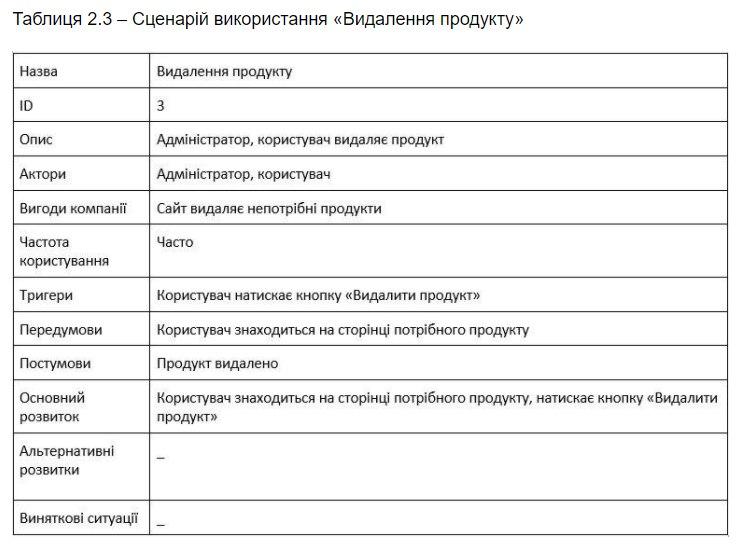 Таблиця 2.3 – Сценарій використання «Видалення продукту»
Назва
Видалення продукту
ID
3
Опис
Адміністратор, користувач видаляє продукт
Актори
Адміністратор, користувач
Вигоди компанії
Сайт видаляє непотрібні продукти
Частота
користування
Часто
Тригери
Користувач натискає кнопку «Видалити продукт»
Передумови
Користувач знаходиться на сторінці потрібного продукту
Постумови
Продукт видалено
Основний
розвиток
Користувач знаходиться на сторінці потрібного продукту, натискає кнопку «Видалити
продукт»
Альтернативні
розвитки
_
Виняткові ситуації
_